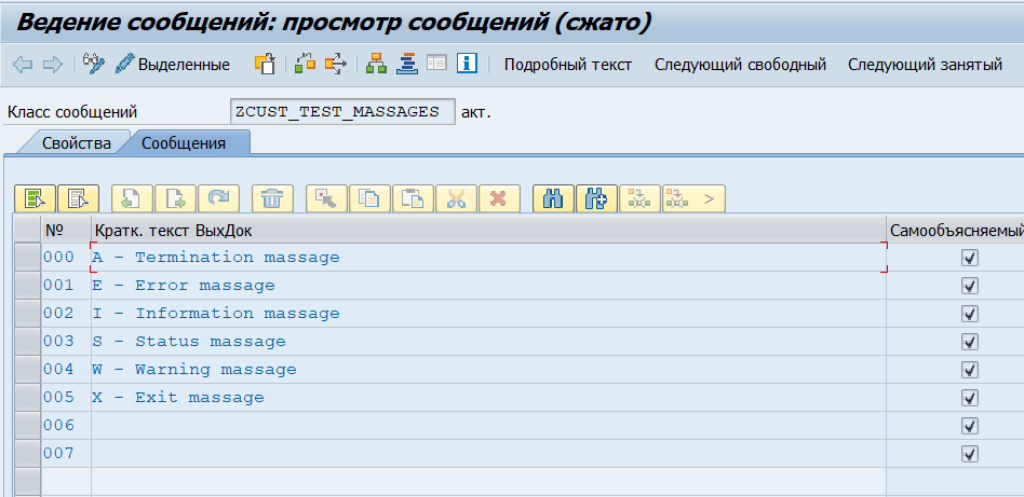 Ведение сообщений: просмотр сообщений (сжато)
Выделенные Подробный текст Следующий свободный Следующий занятый
Класс сообщений ZCUST_TEST_MASSAGES акт.
Свойства Сообщения
№ Кратк. текст ВыхДок Самообъясняемый
000 A - Termination massage
001 E - Error massage
002 I - Information massage
003 S - Status massage
004 W - Warning massage
005 X - Exit massage
006
007